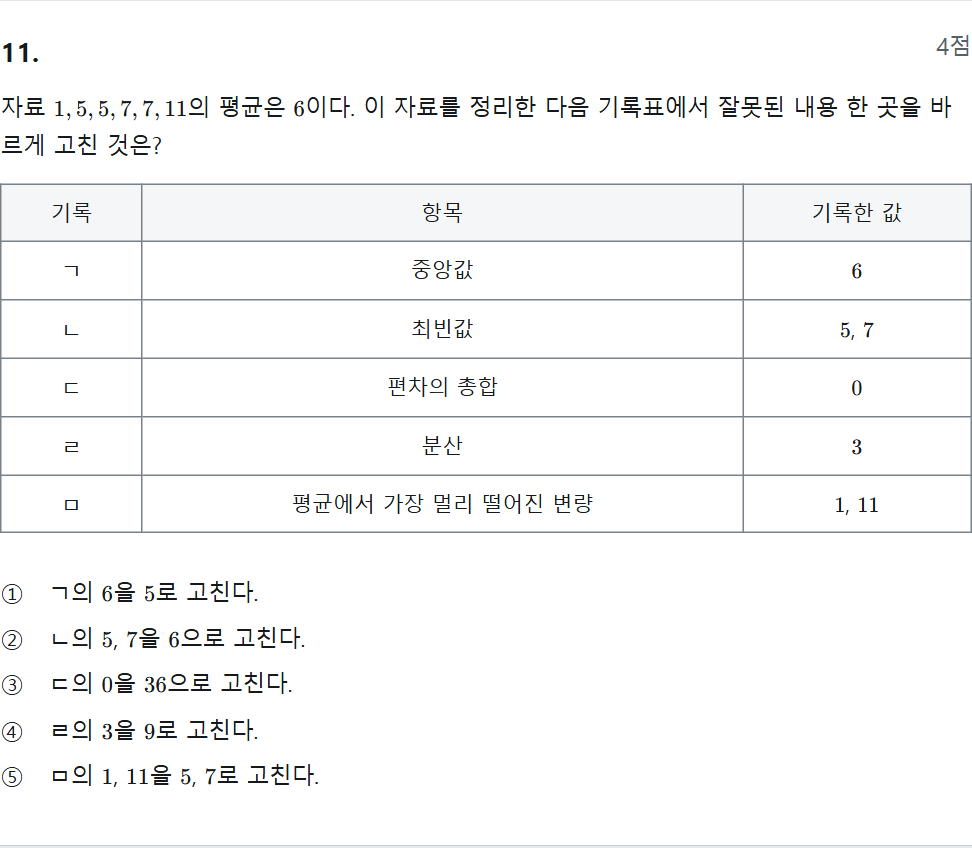 11.
4점
자료 1, 5, 5, 7, 7, 11의 평균은 6이다. 이 자료를 정리한 다음 기록표에서 잘못된 내용 한 곳을 바
르게 고친 것은?
기록 항목 기록한 값
ㄱ 중앙값 6
ㄴ 최빈값 5, 7
ㄷ 편차의 총합 0
ㄹ 분산 3
ㅁ 평균에서 가장 멀리 떨어진 변량 1, 11
① ㄱ의 6을 5로 고친다.
② ㄴ의 5, 7을 6으로 고친다.
③ ㄷ의 0을 36으로 고친다.
④ ㄹ의 3을 9로 고친다.
⑤ ㅁ의 1, 11을 5, 7로 고친다.